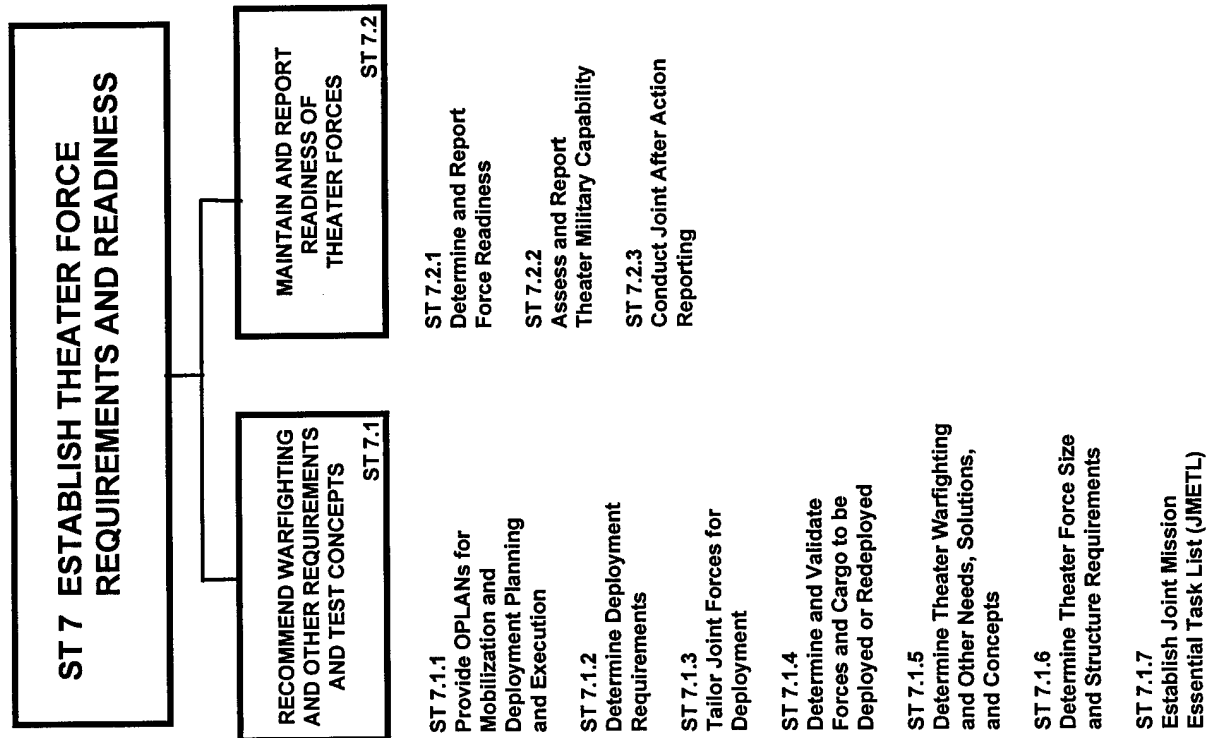 ST 7 ESTABLISH THEATER FORCE
REQUIREMENTS AND READINESS
RECOMMEND WARFIGHTING
AND OTHER REQUIREMENTS
AND TEST CONCEPTS
ST 7.1
ST 7.1.1
Provide OPLANs for
Mobilization and
Deployment Planning
and Execution
ST 7.1.2
Determine Deployment
Requirements
ST 7.1.3
Tailor Joint Forces for
Deployment
ST 7.1.4
Determine and Validate
Forces and Cargo to be
Deployed or Redeployed
ST 7.1.5
Determine Theater Warfighting
and Other Needs, Solutions,
and Concepts
ST 7.1.6
Determine Theater Force Size
and Structure Requirements
ST 7.1.7
Establish Joint Mission
Essential Task List (JMETL)
MAINTAIN AND REPORT
READINESS OF
THEATER FORCES
ST 7.2
ST 7.2.1
Determine and Report
Force Readiness
ST 7.2.2
Assess and Report
Theater Military Capability
ST 7.2.3
Conduct Joint After Action
Reporting